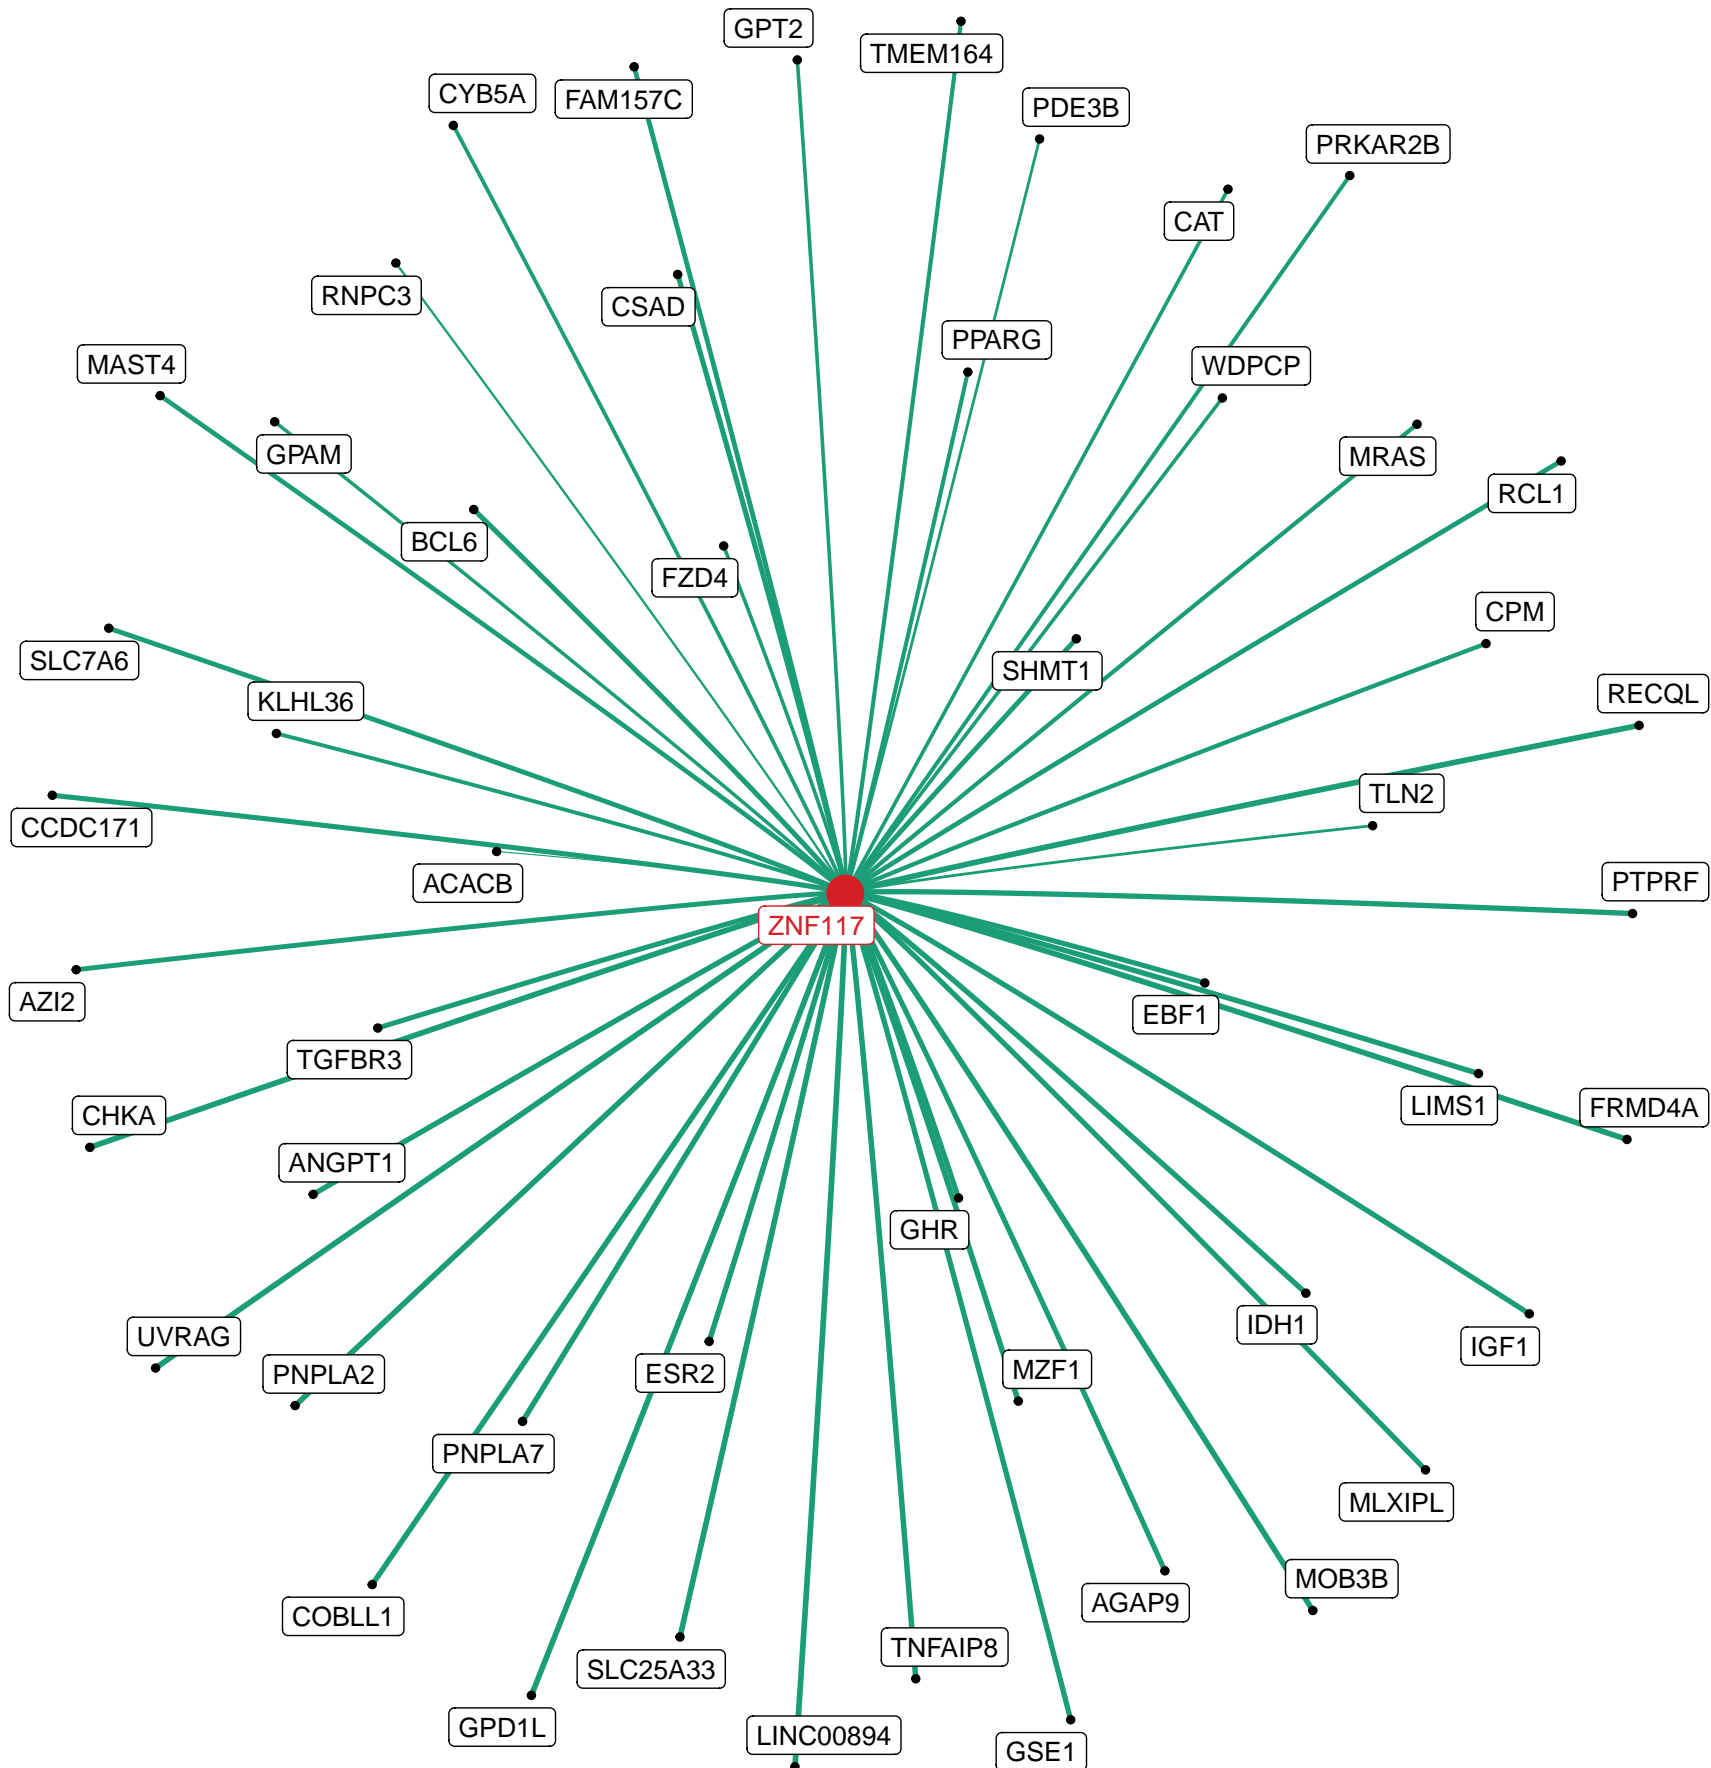 GPT2
TMEM164
CYB5A
FAM157C
PDE3B
PRKAR2B
CAT
RNPC3
CSAD
PPARG
MAST4
WDPCP
GPAM
MRAS
RCL1
BCL6
FZD4
CPM
SLC7A6
SHMT1
KLHL36
RECQL
TLN2
CCDC171
ACACB
PTPRF
ZNF117
AZI2
EBF1
TGFBR3
LIMS1
FRMD4A
CHKA
ANGPT1
GHR
IDH1
UVRAG
IGF1
PNPLA2
ESR2
MZF1
PNPLA7
MLXIPL
MOB3B
AGAP9
COBLL1
TNFAIP8
SLC25A33
GPD1L
LINC00894
GSE1